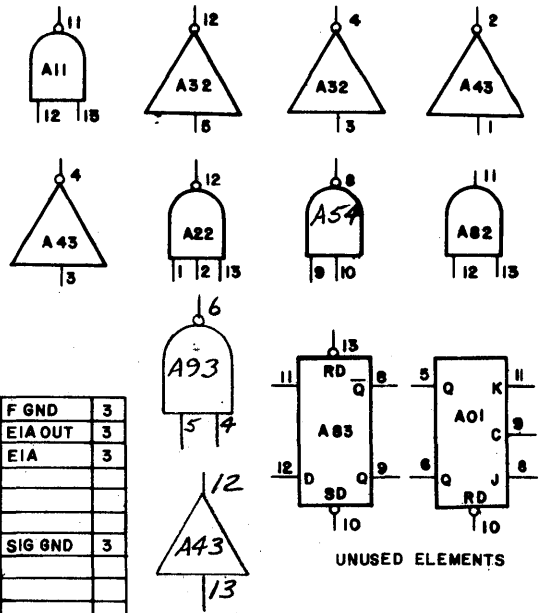 11 12 4 2
A11 A32 A32 A43
12 13 5 3 1
4 12 8 11
A43 A22 A54 A82
3 1 2 13 9 10 12 13
6
A93
5 4
13
RD
11 Q 8 5 Q K 11
A83 A01
C 9
12 D Q 9 6 Q J 8
SD RD
10 10
UNUSED ELEMENTS
F GND 3
EIA OUT 3
EIA 3
SIG GND 3
12
A43
13